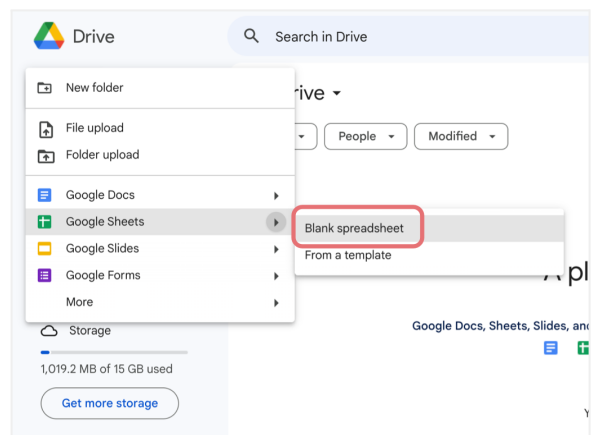 Drive
Search in Drive
New folder
rive
File upload
People
Modified
Folder upload
Google Docs
Google Sheets
Blank spreadsheet
Google Slides
From a template
Google Forms
pl
More
Storage
Google Docs, Sheets, Slides, and
1,019.2 MB of 15 GB used
Get more storage
Y